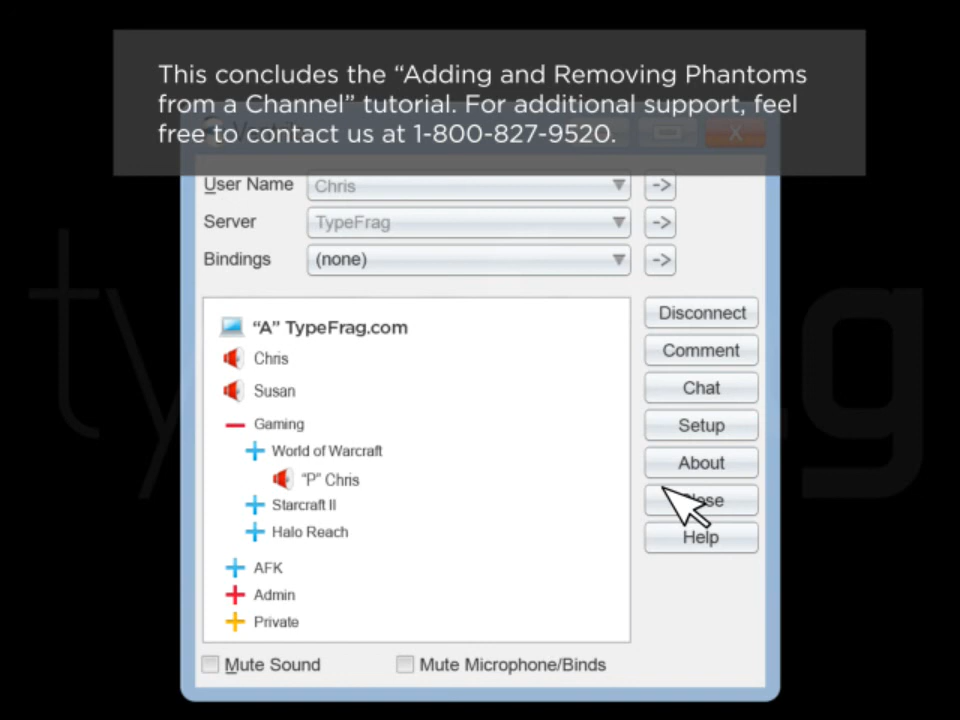 This concludes the “Adding and Removing Phantoms
from a Channel” tutorial. For additional support, feel
free to contact us at 1-800-827-9520.
User Name Chris ->
Server TypeFrag ->
Bindings (none) ->
“A” TypeFrag.com
Chris
Susan
Gaming
World of Warcraft
“P” Chris
Starcraft II
Halo Reach
AFK
Admin
Private
Disconnect
Comment
Chat
Setup
About
Close
Help
Mute Sound
Mute Microphone/Binds